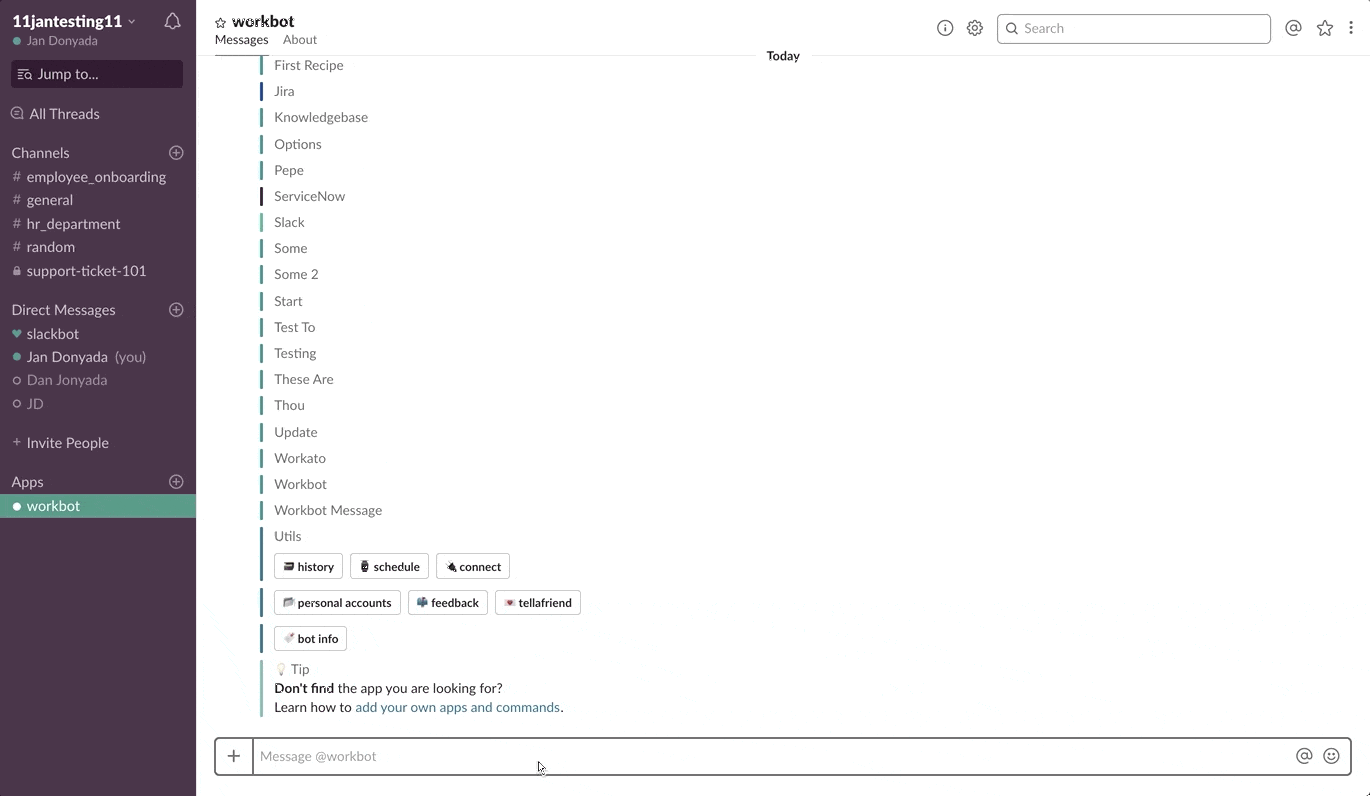 11jantesting11
Jan Donyada
Jump to...
All Threads
Channels
# employee_onboarding
# general
# hr_department
# random
support-ticket-101
Direct Messages
slackbot
Jan Donyada (you)
Dan Jonyada
JD
+ Invite People
Apps
workbot
workbot
Messages About
Search
Today
First Recipe
Jira
Knowledgebase
Options
Pepe
ServiceNow
Slack
Some
Some 2
Start
Test To
Testing
These Are
Thou
Update
Workato
Workbot
Workbot Message
Utils
history schedule connect
personal accounts feedback tellafriend
bot info
Tip
Don't find the app you are looking for?
Learn how to add your own apps and commands.
Message @workbot